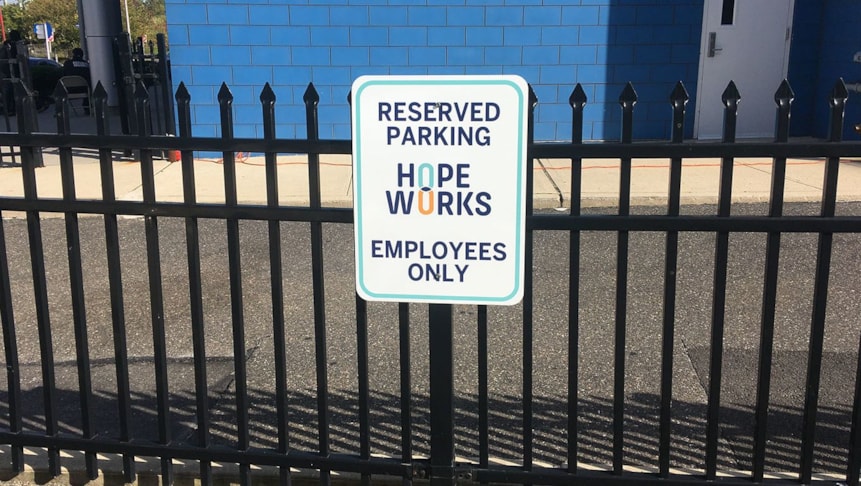 RESERVED
PARKING
HOPE
WORKS
EMPLOYEES
ONLY